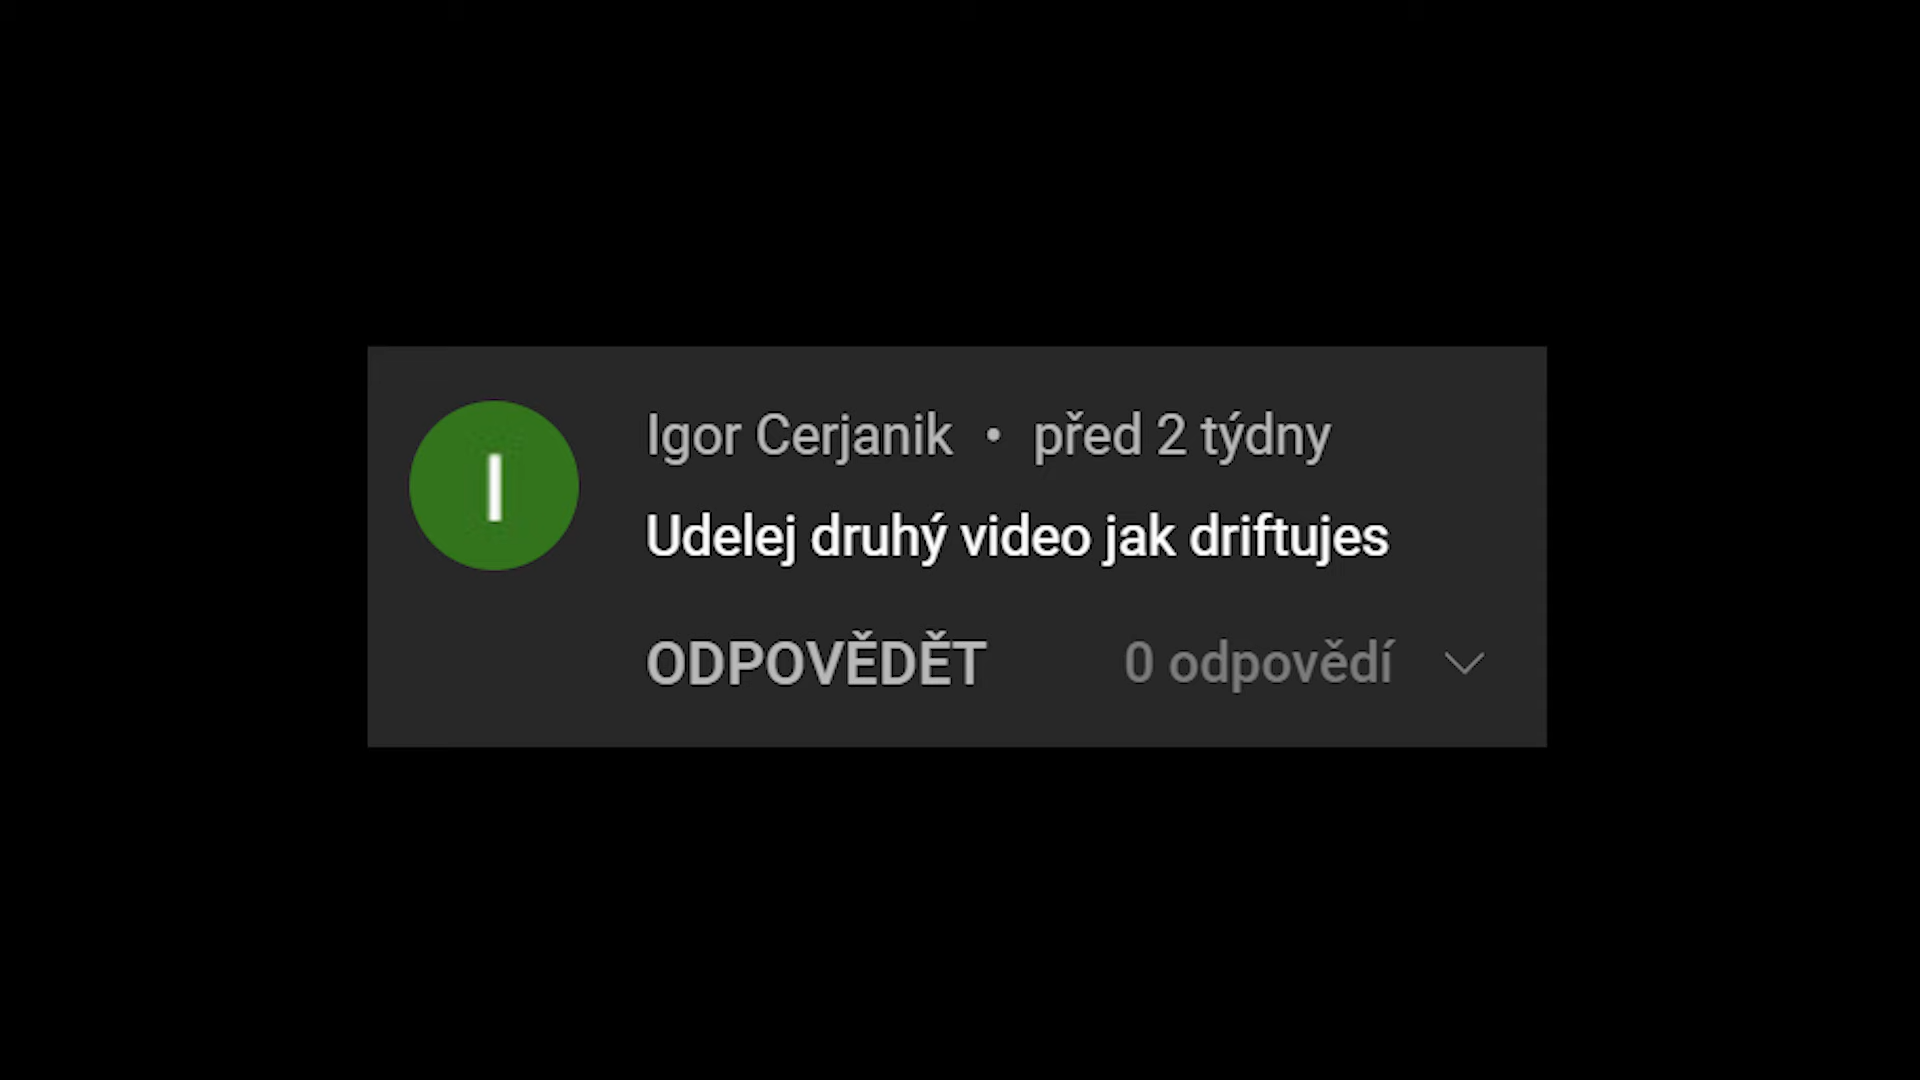 I
Igor Cerjanik • před 2 týdny
Udelej druhý video jak driftujes
ODPOVĚDĚT 0 odpovědí